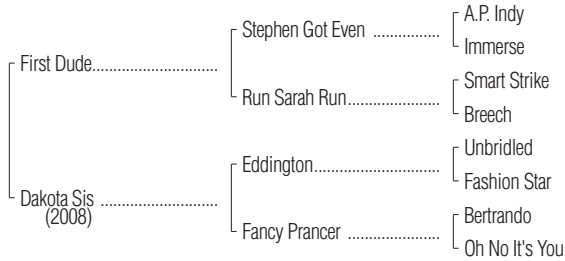 A.P. Indy
Stephen Got Even ................
Immerse
First Dude..............................
Smart Strike
Run Sarah Run......................
Breech
Unbridled
Eddington..............................
Fashion Star
Dakota Sis ............................
(2008)
Bertrando
Fancy Prancer ......................
Oh No It's You